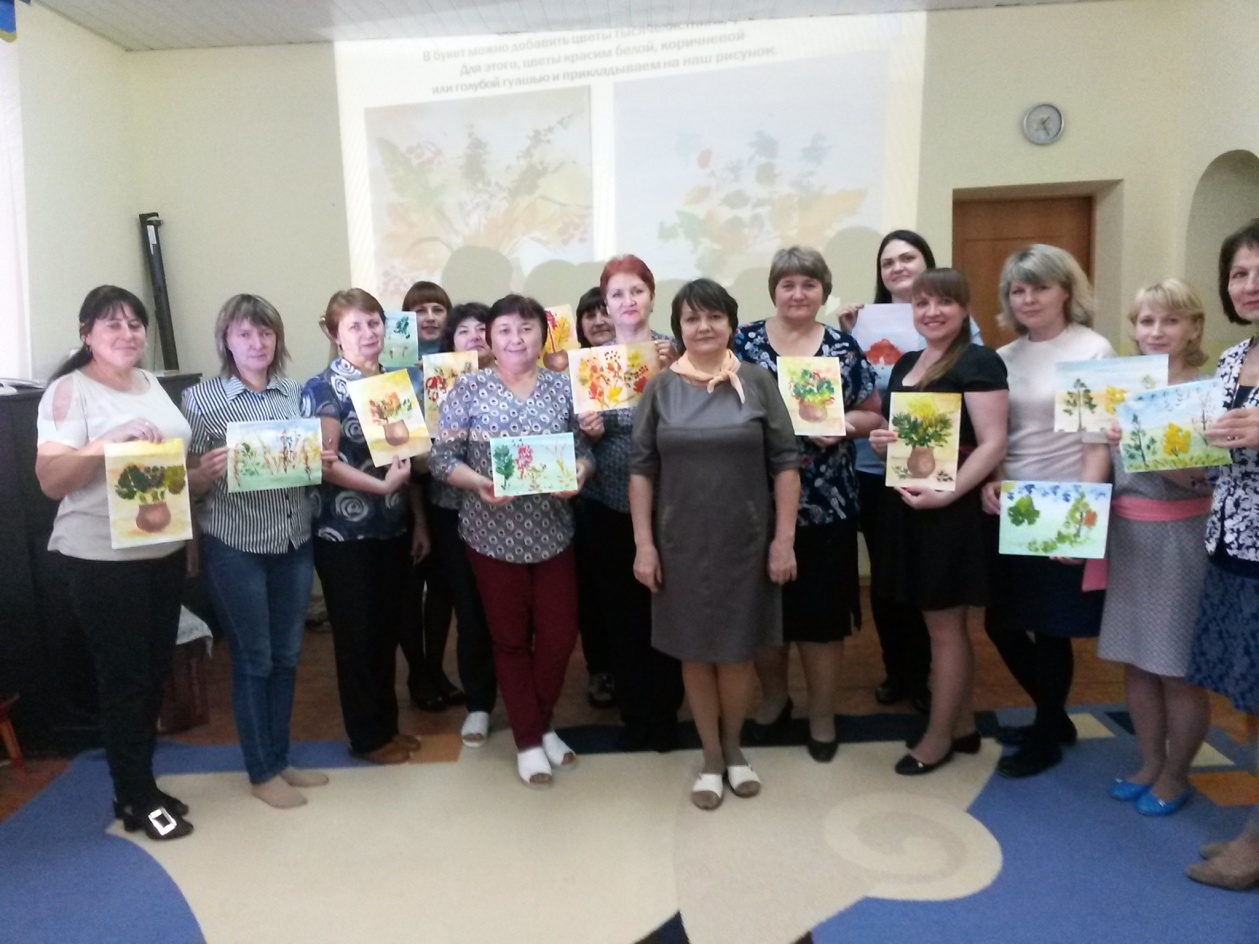 В букет можно добавить цветы
Для этого, цветы красим белой, коричневой
или голубой гуашью и прикладываем на наш рисунок.